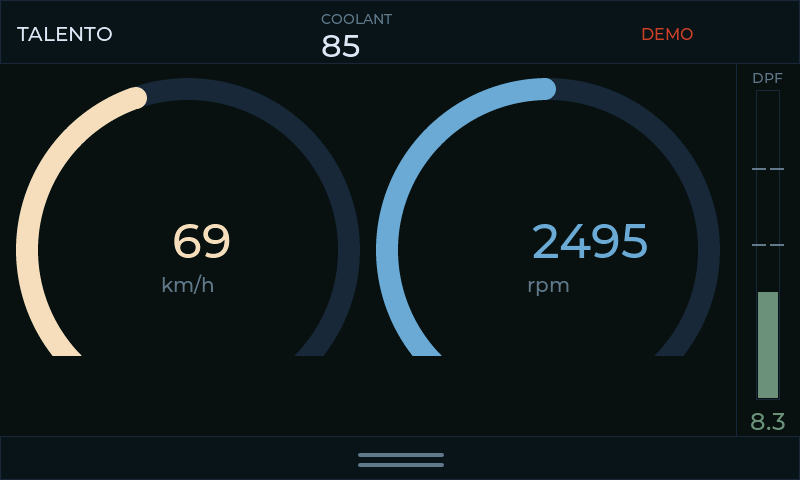 TALENTO
COOLANT
85
DEMO
DPF
69
km/h
2495
rpm
8.3